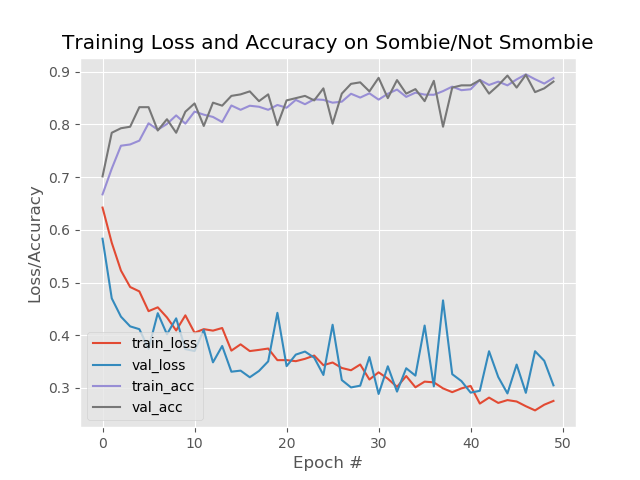 Training Loss and Accuracy on Sombie/Not Smombie
0.9
0.8
0.7
0.6
0.5
0.4
0.3
Loss/Accuracy
train_loss
val_loss
train_acc
val_acc
0 10 20 30 40 50
Epoch #